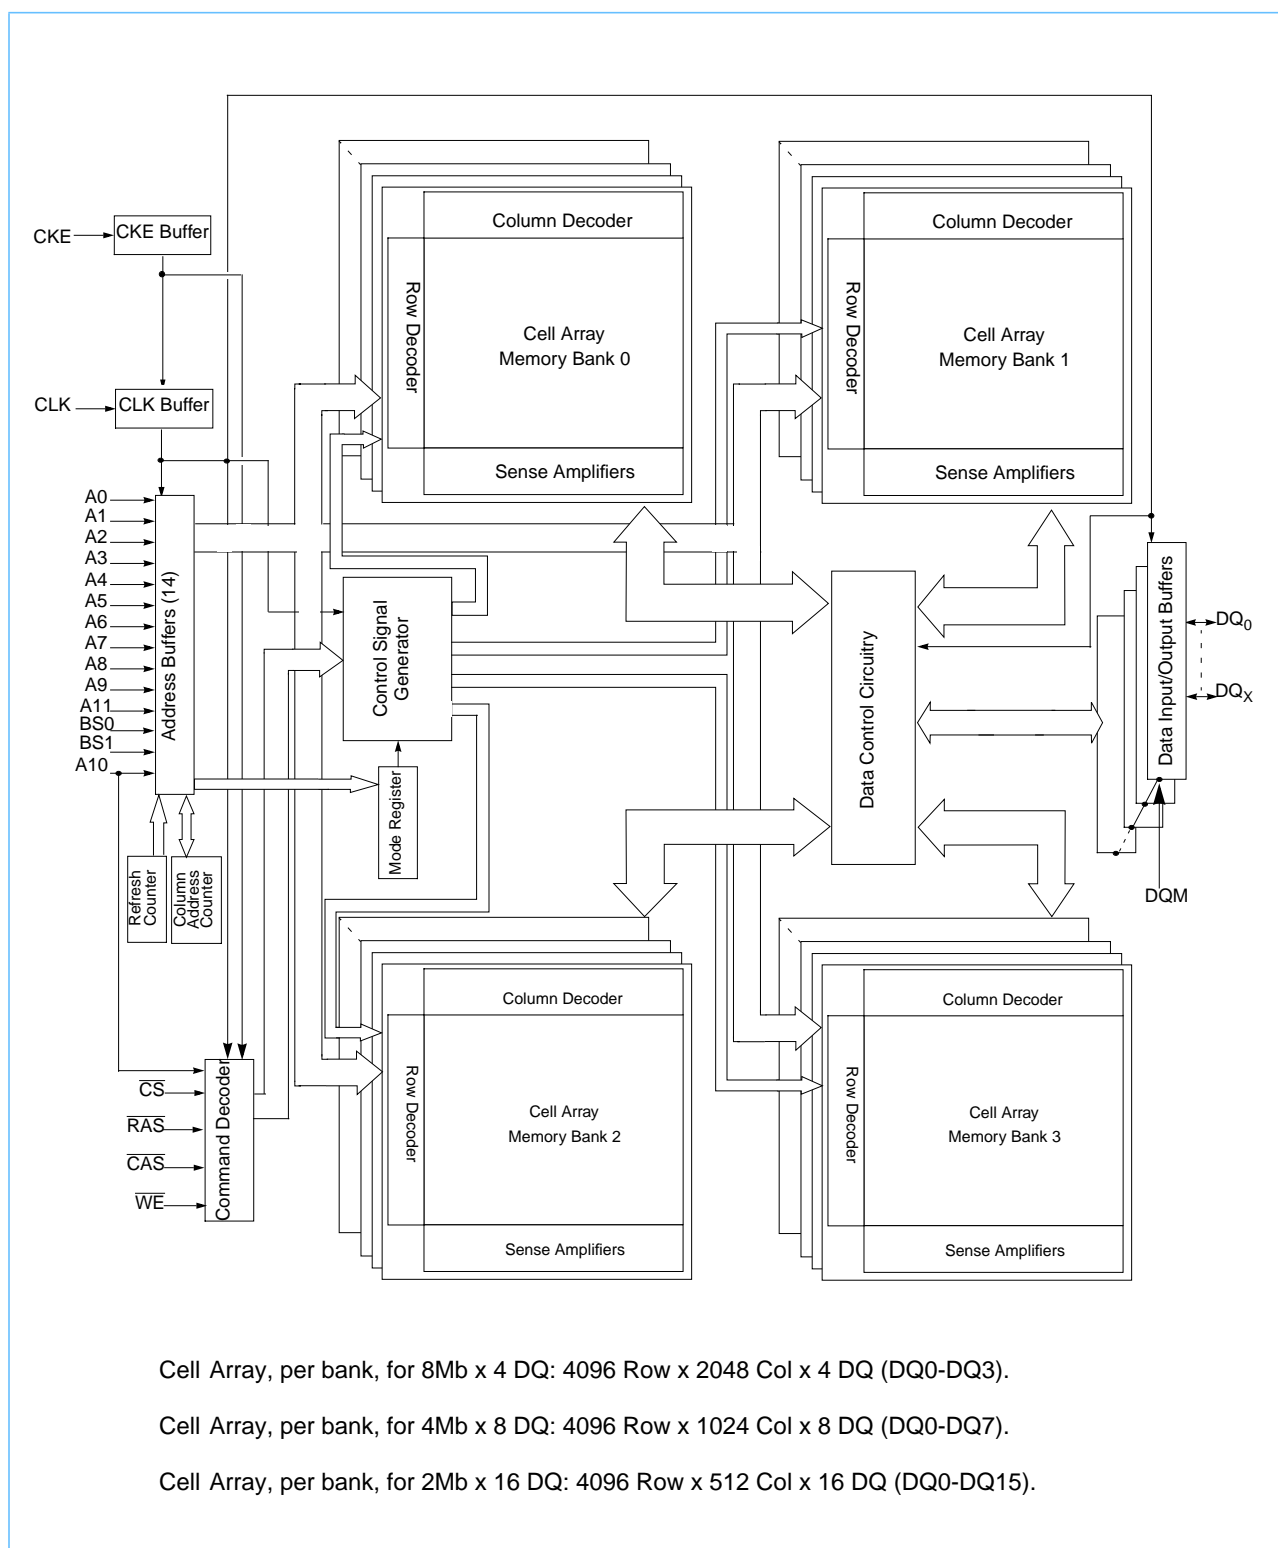 Column Decoder
Row Decoder
Cell Array
Memory Bank 0
Sense Amplifiers
Column Decoder
Row Decoder
Cell Array
Memory Bank 1
Sense Amplifiers
CKE
CKE Buffer
CLK
CLK Buffer
A0
A1
A2
A3
A4
A5
A6
A7
A8
A9
A11
BS0
BS1
A10
Address Buffers (14)
Refresh
Counter
Column
Address
Counter
Control Signal
Generator
Mode Register
Data Control Circuitry
Data Input/Output Buffers
DQ0
DQX
DQM
CS
RAS
CAS
WE
Command Decoder
Column Decoder
Row Decoder
Cell Array
Memory Bank 2
Sense Amplifiers
Column Decoder
Row Decoder
Cell Array
Memory Bank 3
Sense Amplifiers
Cell Array, per bank, for 8Mb x 4 DQ: 4096 Row x 2048 Col x 4 DQ (DQ0-DQ3).
Cell Array, per bank, for 4Mb x 8 DQ: 4096 Row x 1024 Col x 8 DQ (DQ0-DQ7).
Cell Array, per bank, for 2Mb x 16 DQ: 4096 Row x 512 Col x 16 DQ (DQ0-DQ15).